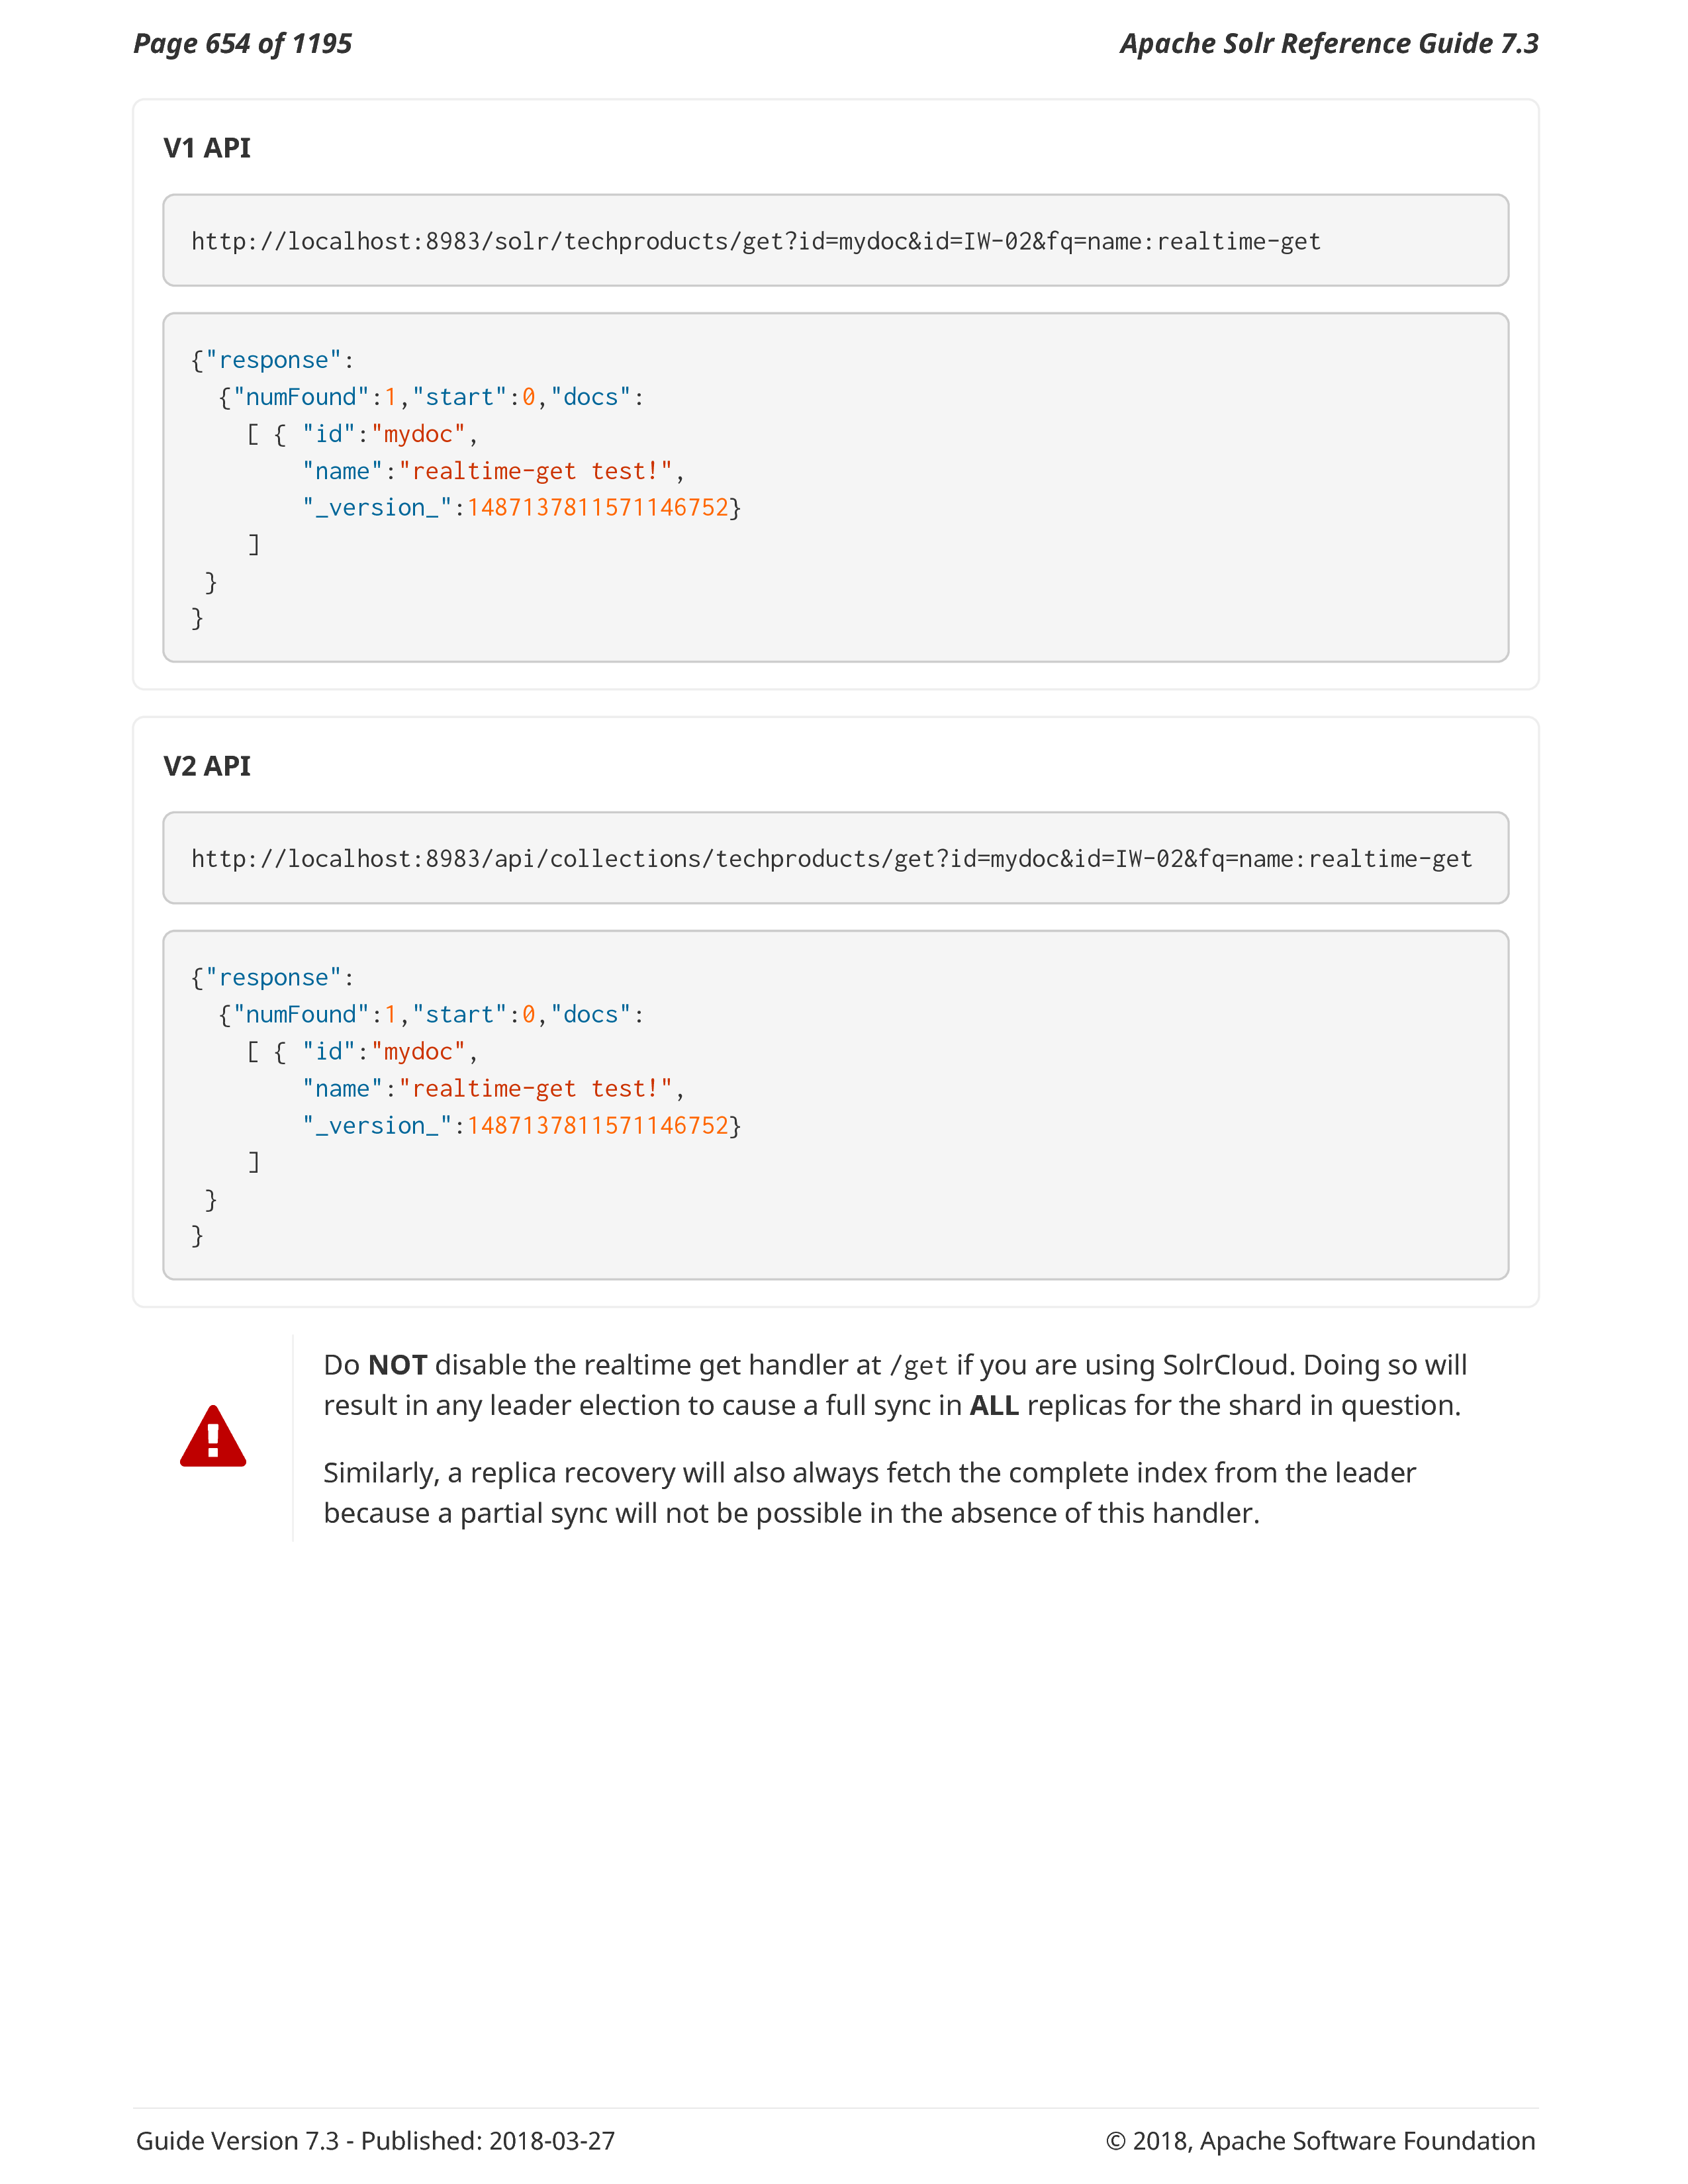 Page 654 of 1195
Apache Solr Reference Guide 7.3
V1 API
http://localhost:8983/solr/techproducts/get?id=mydoc&id=IW-02&fq=name:realtime-get
{"response":
  {"numFound":1,"start":0,"docs":
    [ { "id":"mydoc",
        "name":"realtime-get test!",
        "_version_":1487137811571146752}
    ]
 }
}
V2 API
http://localhost:8983/api/collections/techproducts/get?id=mydoc&id=IW-02&fq=name:realtime-get
{"response":
  {"numFound":1,"start":0,"docs":
    [ { "id":"mydoc",
        "name":"realtime-get test!",
        "_version_":1487137811571146752}
    ]
 }
}
Do NOT disable the realtime get handler at /get if you are using SolrCloud. Doing so will
result in any leader election to cause a full sync in ALL replicas for the shard in question.
Similarly, a replica recovery will also always fetch the complete index from the leader
because a partial sync will not be possible in the absence of this handler.
Guide Version 7.3 - Published: 2018-03-27
© 2018, Apache Software Foundation